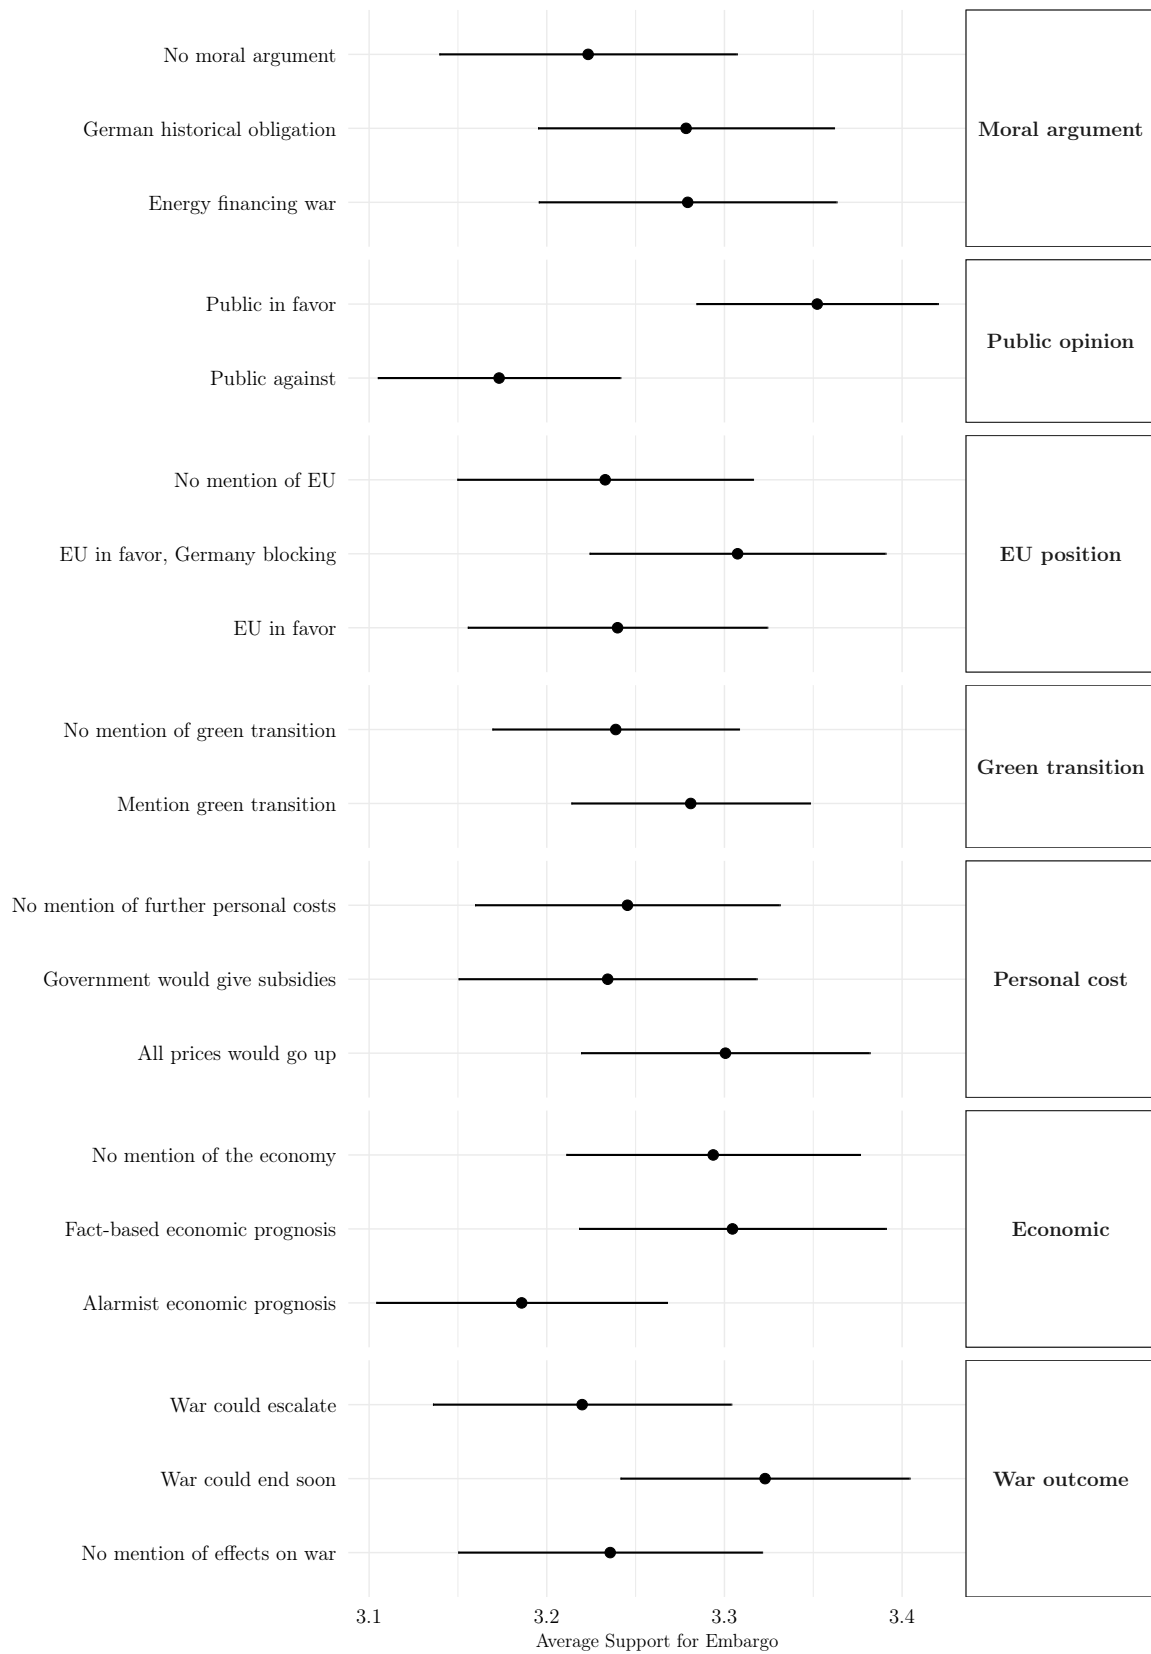 No moral argument
German historical obligation
Energy financing war
Moral argument
Public in favor
Public against
Public opinion
No mention of EU
EU in favor, Germany blocking
EU in favor
EU position
No mention of green transition
Mention green transition
Green transition
No mention of further personal costs
Government would give subsidies
All prices would go up
Personal cost
No mention of the economy
Fact-based economic prognosis
Alarmist economic prognosis
Economic
War could escalate
War could end soon
No mention of effects on war
War outcome
3.1 3.2 3.3 3.4
Average Support for Embargo